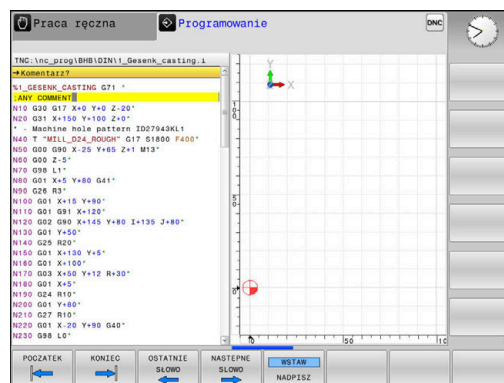 Praca ręczna
Programowanie
DNC
TNC:\nc_prog\BHB\DIN\1_Gesenk_casting.i
→Komentarz?
%1_GESENK_CASTING G71 *
;ANY COMMENT
N10 G30 G17 X+0 Y+0 Z-20*
N20 G31 X+150 Y+100 Z+0*
* - Machine hole pattern ID27943KL1
N40 T "MILL_D24_ROUGH" G17 S1800 F400*
N50 G00 G90 X-25 Y+65 Z+1 M13*
N60 G00 Z-5*
N70 G98 L1*
N80 G01 X+5 Y+80 G41*
N90 G26 R3*
N100 G01 X+15 Y+90*
N110 G01 G91 X+120*
N120 G02 G90 X+145 Y+80 I+135 J+80*
N130 G01 Y+50*
N140 G25 R20*
N150 G01 X+130 Y+5*
N160 G01 X+100*
N170 G03 X+50 Y+12 R+30*
N180 G01 X+5*
N190 G24 R10*
N200 G01 Y+80*
N210 G27 R10*
N220 G01 X-20 Y+90 G40*
N230 G98 L0*
Y
X
100
50
0
0
50
10
POCZATEK
KONIEC
OSTATNIE
SŁOWO
NASTEPNE
SŁOWO
WSTAW
NADPISZ